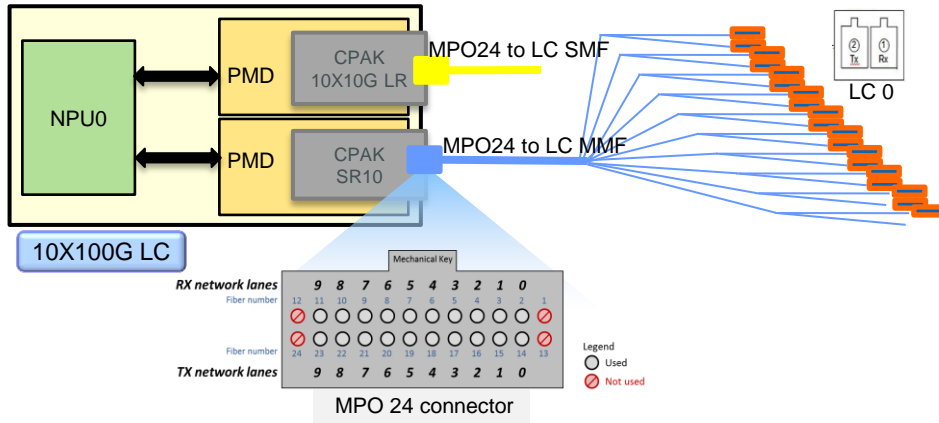 NPU0
PMD
CPAK
10X10G LR
MPO24 to LC SMF
PMD
CPAK
SR10
MPO24 to LC MMF
2
1
Tx
Rx
LC 0
10X100G LC
Mechanical Key
RX network lanes 9 8 7 6 5 4 3 2 1 0
Fiber number 12 11 10 9 8 7 6 5 4 3 2 1
Fiber number 24 23 22 21 20 19 18 17 16 15 14 13
TX network lanes 9 8 7 6 5 4 3 2 1 0
Legend
Used
Not used
MPO 24 connector